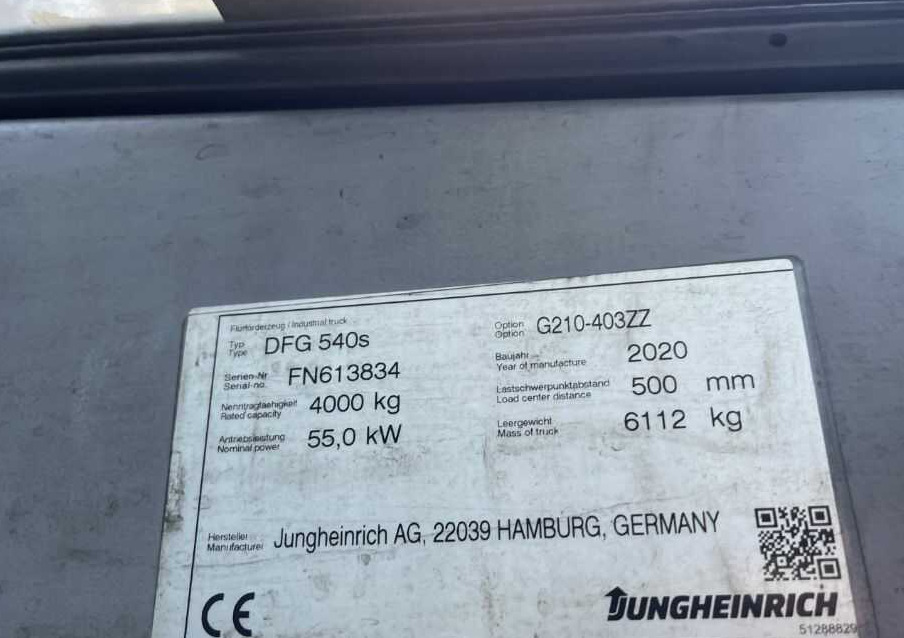 Flurförderzeug / Industrial truck
Typ
Type DFG 540s
Option
Option G210-403ZZ
Serien-Nr.
Serial-no. FN613834
Baujahr
Year of manufacture 2020
Nenntragfaehigkeit
Rated capacity 4000 kg
Lastschwerpunktabstand
Load center distance 500 mm
Antriebsleistung
Nominal power 55,0 kW
Leergewicht
Mass of truck 6112 kg
Hersteller
Manufacturer Jungheinrich AG, 22039 HAMBURG, GERMANY
CE
JUNGHEINRICH
51288829